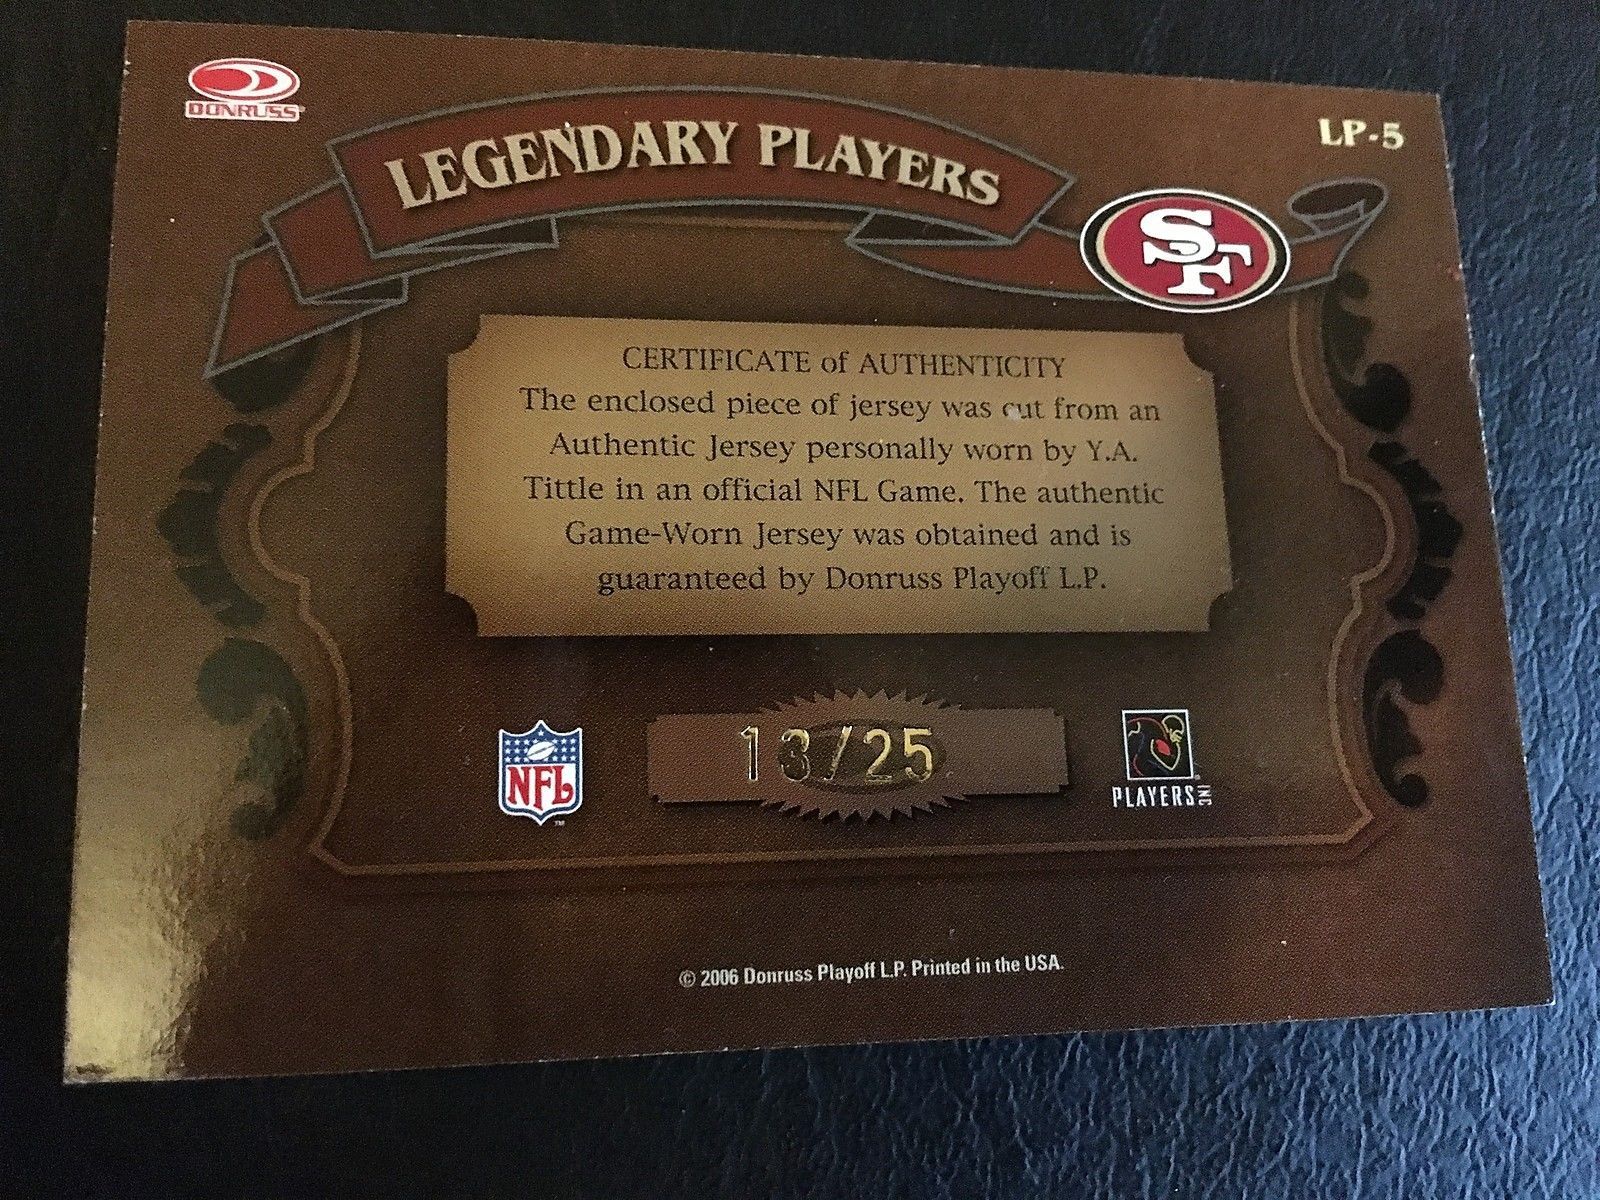 DONRUSS
LEGENDARY PLAYERS
LP-5
SF
CERTIFICATE of AUTHENTICITY
The enclosed piece of jersey was cut from an
Authentic Jersey personally worn by Y.A.
Tittle in an official NFL Game. The authentic
Game-Worn Jersey was obtained and is
guaranteed by Donruss Playoff L.P.
NFL
TM
13/25
PLAYERS INC
© 2006 Donruss Playoff L.P. Printed in the USA.